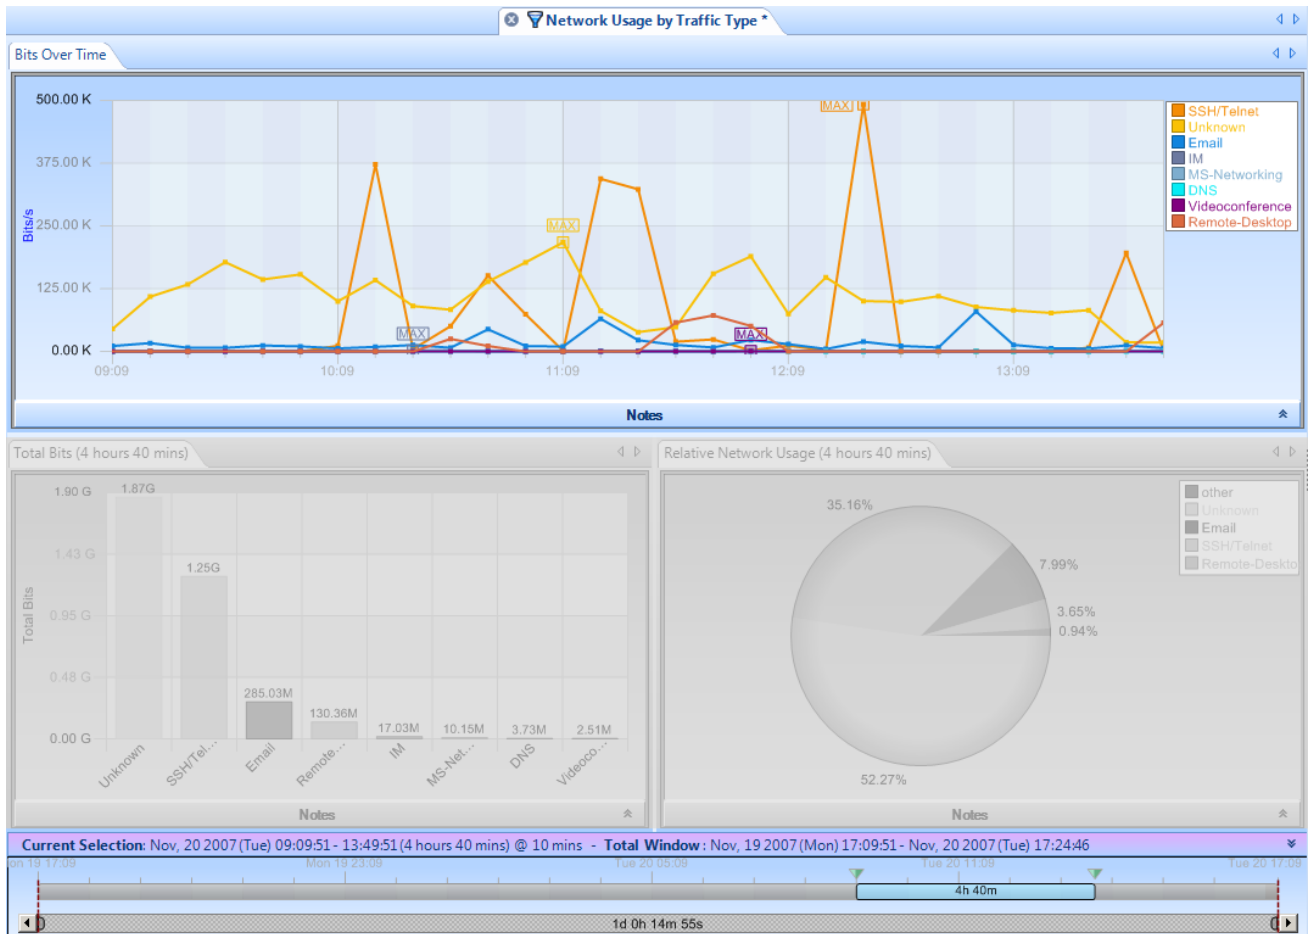 Network Usage by Traffic Type *
Bits Over Time
500.00 K
375.00 K
250.00 K
125.00 K
0.00 K
Bits/s
MAX
MAX
MAX
MAX
09:09
10:09
11:09
12:09
13:09
SSH/Telnet
Unknown
Email
IM
MS-Networking
DNS
Videoconference
Remote-Desktop
Notes
Total Bits (4 hours 40 mins)
1.90 G
1.43 G
0.95 G
0.48 G
0.00 G
Total Bits
1.87G
1.25G
285.03M
130.36M
17.03M
10.15M
3.73M
2.51M
Unknown
SSH/Tel...
Email
Remote...
IM
MS-Net...
DNS
Videoco...
Notes
Relative Network Usage (4 hours 40 mins)
35.16%
7.99%
3.65%
0.94%
52.27%
other
Unknown
Email
SSH/Telnet
Remote-Deskto
Notes
Current Selection: Nov, 20 2007 (Tue) 09:09:51 - 13:49:51 (4 hours 40 mins) @ 10 mins - Total Window : Nov, 19 2007 (Mon) 17:09:51 - Nov, 20 2007 (Tue) 17:24:46
on 19 17:09
Mon 19 23:09
Tue 20 05:09
Tue 20 11:09
Tue 20 17:09
4h 40m
1d 0h 14m 55s